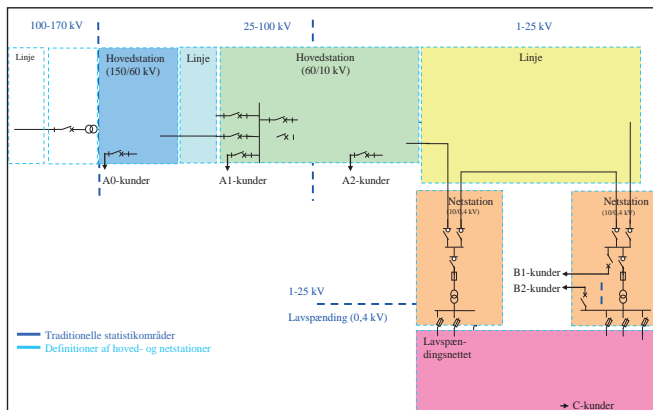 100-170 kV
25-100 kV
1-25 kV
Linje
Hovedstation
(150/60 kV)
Linje
Hovedstation
(60/10 kV)
Linje
A0-kunder
A1-kunder
A2-kunder
Netstation
(10/0,4 kV)
Netstation
(10/0,4 kV)
B1-kunder
B2-kunder
1-25 kV
Lavspænding (0,4 kV)
Traditionelle statistikområder
Definitioner af hoved- og netstationer
Lavspæn-
dingsnettet
C-kunder